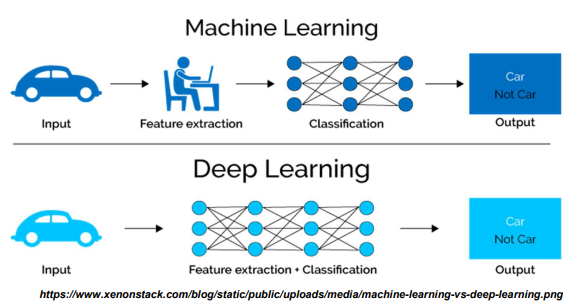 Machine Learning
Input
Feature extraction
Classification
Car
Not Car
Output
Deep Learning
Input
Feature extraction + Classification
Car
Not Car
Output
https://www.xenonstack.com/blog/static/public/uploads/media/machine-learning-vs-deep-learning.png